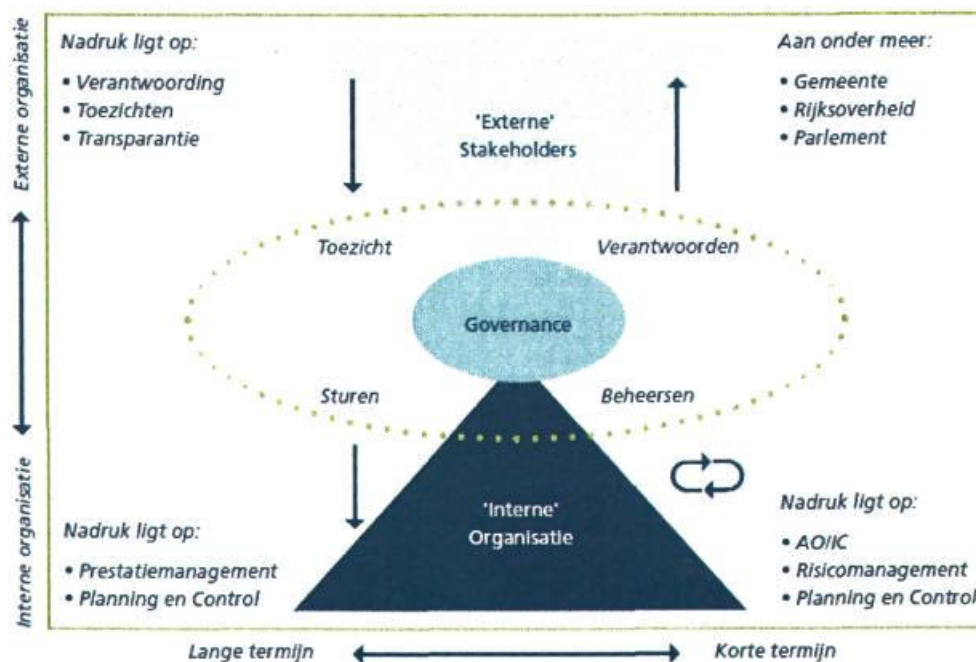 Nadruk ligt op:
• Verantwoording
• Toezichten
• Transparantie
'Externe'
Stakeholders
Aan onder meer:
• Gemeente
• Rijksoverheid
• Parlement
Externe organisatie
Toezicht
Verantwoorden
Governance
Sturen
Beheersen
Interne organisatie
Nadruk ligt op:
• Prestatiemanagement
• Planning en Control
'Interne'
Organisatie
Nadruk ligt op:
• AO/IC
• Risicomanagement
• Planning en Control
Lange termijn
Korte termijn